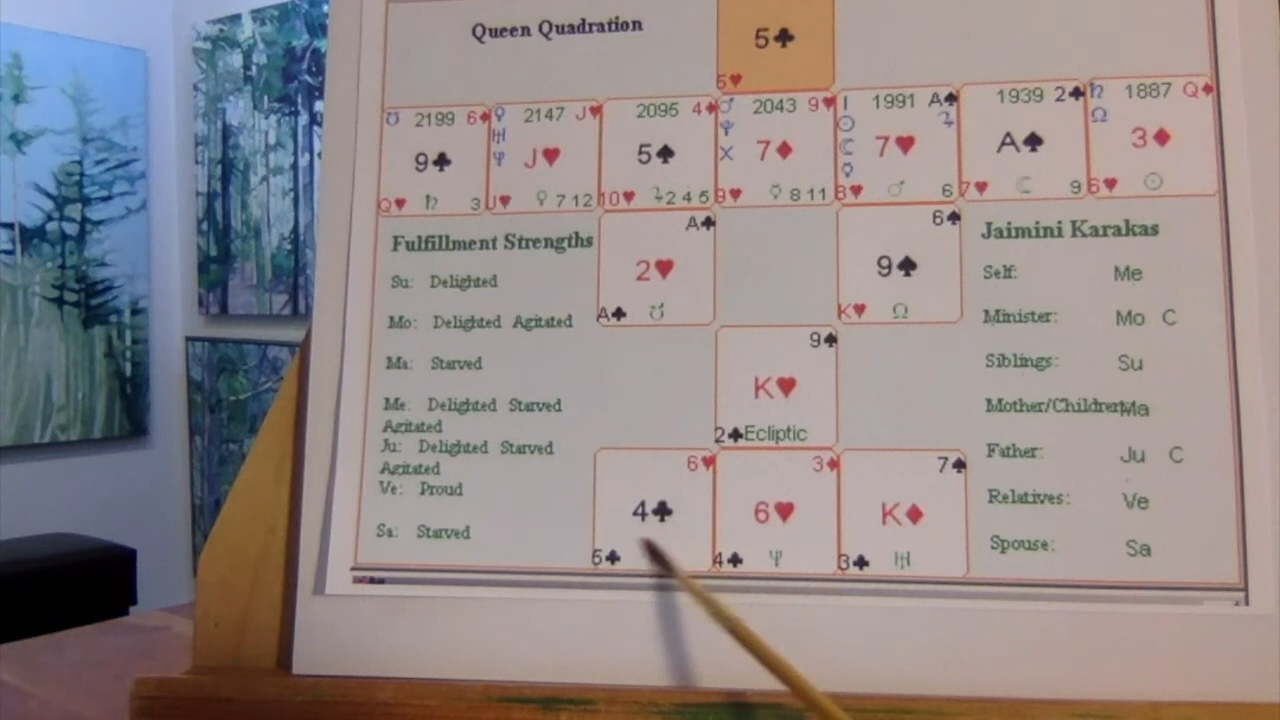 Queen Quadration
5♣
5♥
☋ 2199 6♦
9♣
Q♥ ♄ 3
♀ ♅ ♆ 2147 J♥
J♥
J♥ ♀ 7 12
2095 4♦
5♠
10♥ ♃ 2 4 5
♂ ♆ X 2043 9♥
7♦
9♥ ☿ 8 11
I ☉ ☾ ☿ 1991 A♠ ♃
7♥
8♥ ♂ 6
1939 2♣
A♠
7♥ ☾ 9
♄ ☊ 1887 Q♦
3♦
6♥ ☉
A♣
2♥
A♣ ☋
6♠
9♠
K♥ ☊
9♠
K♥
2♣ Ecliptic
6♥
4♣
5♣
3♦
6♥
4♣ ♆
7♠
K♦
3♣ ♅
Fulfillment Strengths
Su: Delighted
Mo: Delighted Agitated
Ma: Starved
Me: Delighted Starved
Agitated
Ju: Delighted Starved
Agitated
Ve: Proud
Sa: Starved
Jaimini Karakas
Self: Me
Minister: Mo C
Siblings: Su
Mother/Children: Ma
Father: Ju C
Relatives: Ve
Spouse: Sa